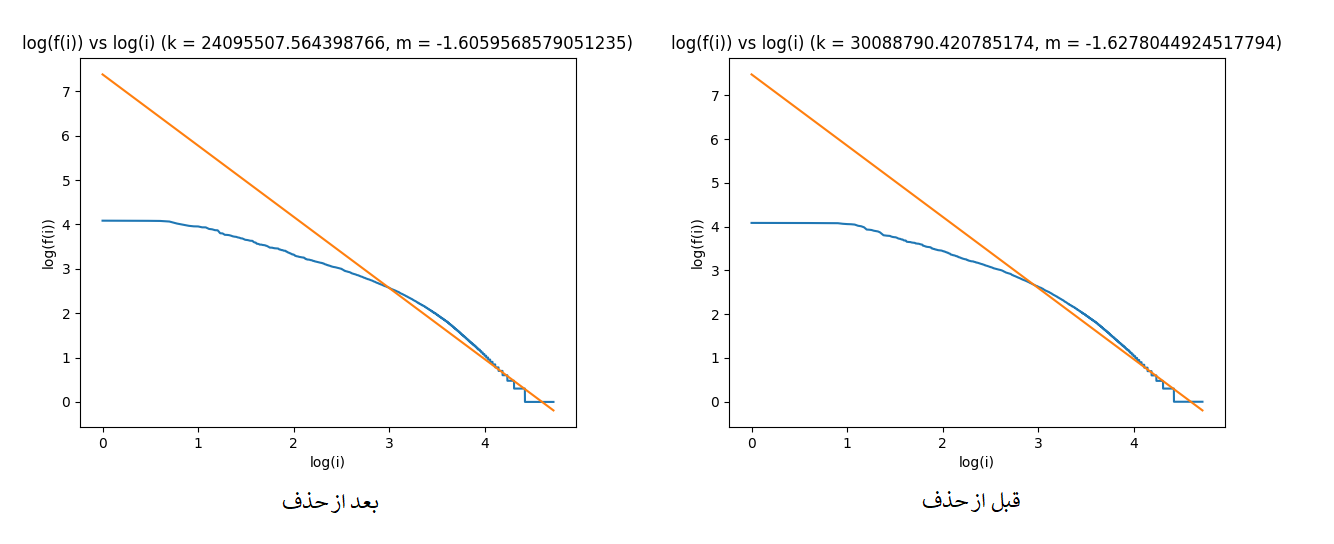 log(f(i)) vs log(i) (k = 24095507.564398766, m = -1.6059568579051235)
log(f(i))
7
6
5
4
3
2
1
0
0 1 2 3 4
log(i)
بعد از حذف
log(f(i)) vs log(i) (k = 30088790.420785174, m = -1.6278044924517794)
log(f(i))
7
6
5
4
3
2
1
0
0 1 2 3 4
log(i)
قبل از حذف